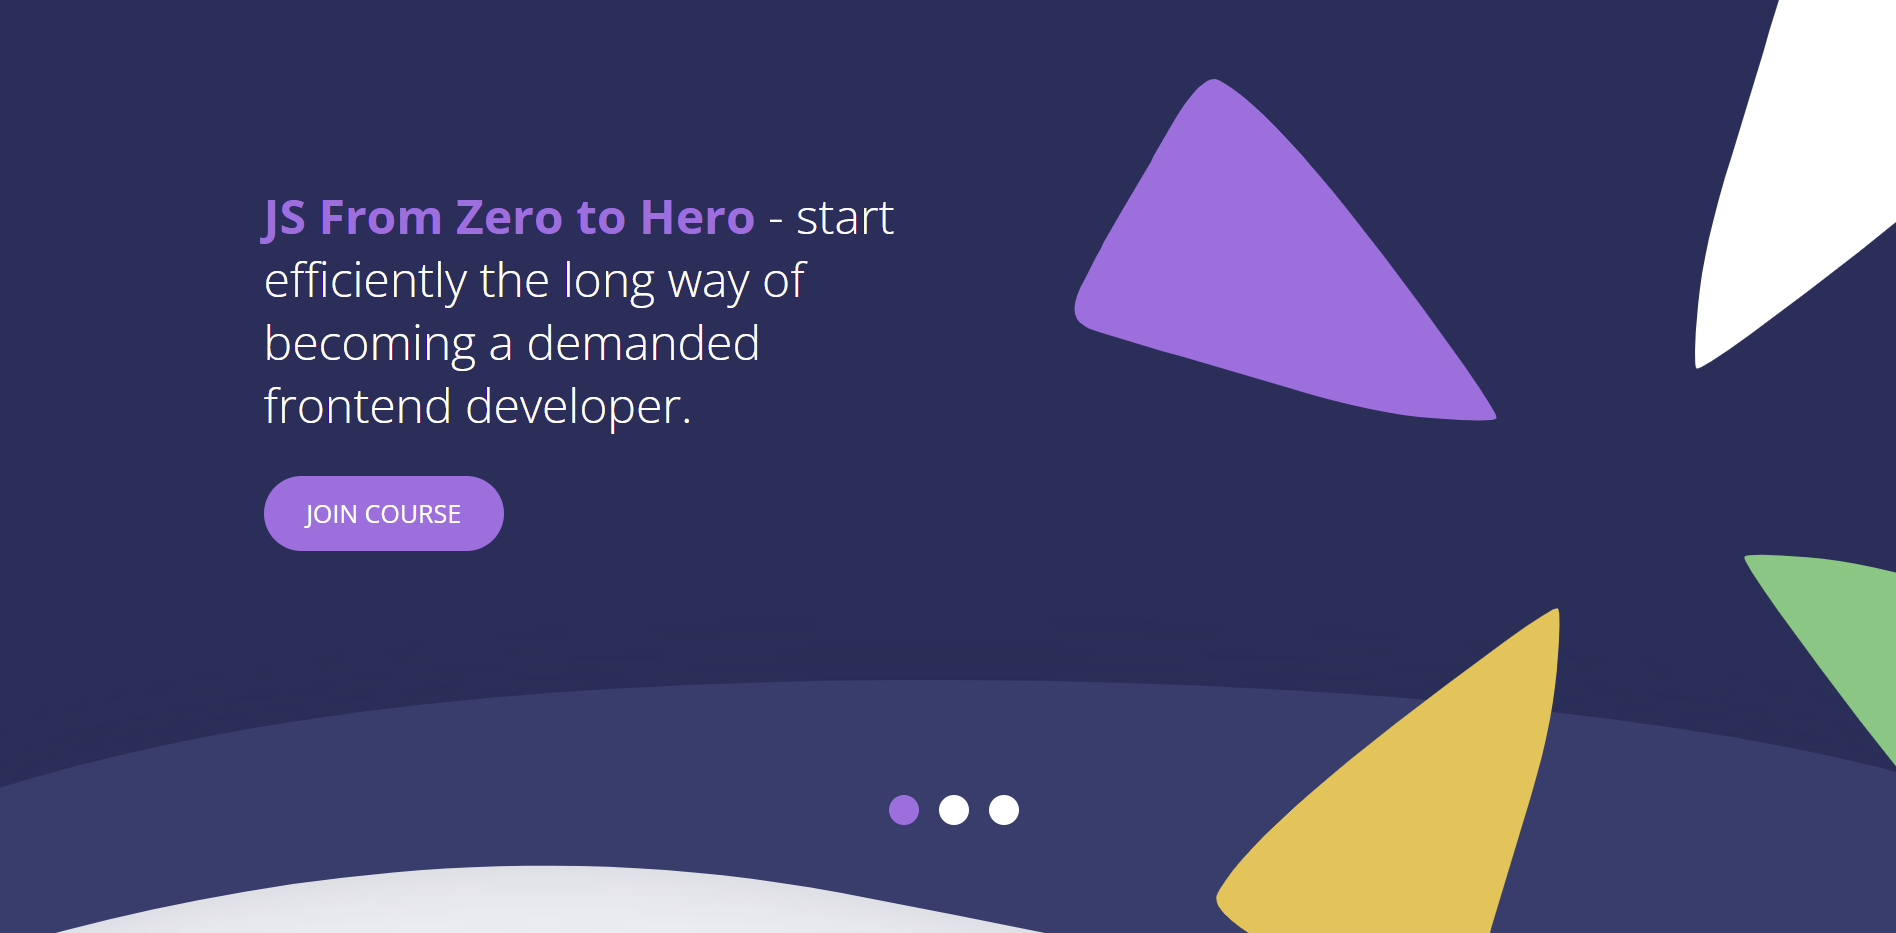 JS From Zero to Hero - start
efficiently the long way of
becoming a demanded
frontend developer.
JOIN COURSE